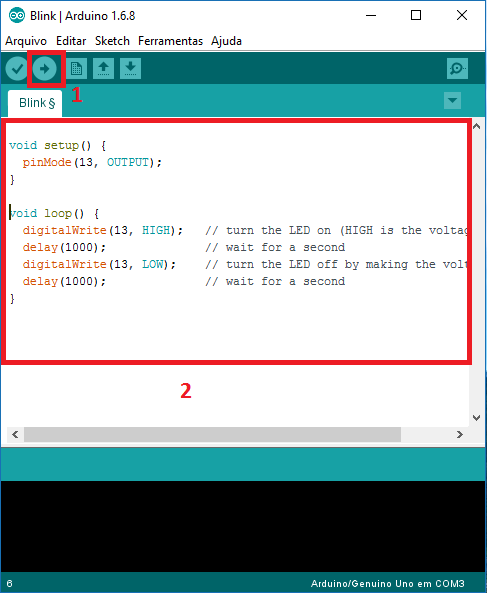 Blink | Arduino 1.6.8
Arquivo Editar Sketch Ferramentas Ajuda
1
Blink §
void setup() {
  pinMode(13, OUTPUT);
}
void loop() {
  digitalWrite(13, HIGH);   // turn the LED on (HIGH is the voltag
  delay(1000);              // wait for a second
  digitalWrite(13, LOW);    // turn the LED off by making the volt
  delay(1000);              // wait for a second
}
2
6 Arduino/Genuino Uno em COM3